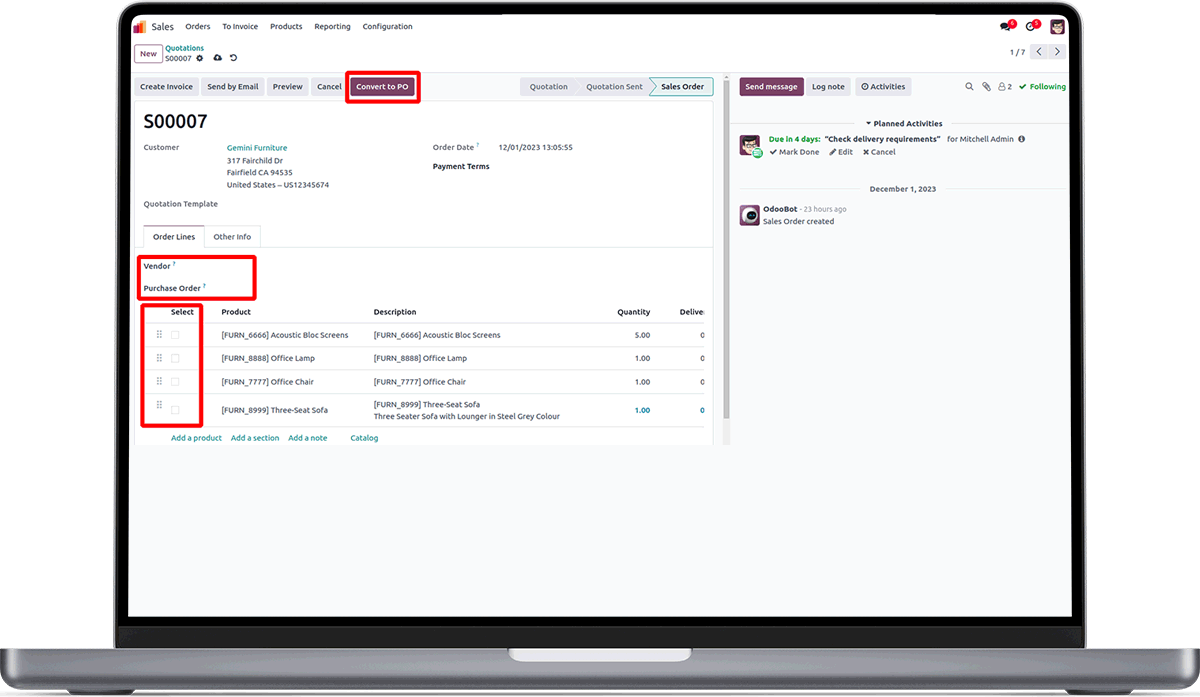 Sales Orders To Invoice Products Reporting Configuration 6 5
New Quotations
S00007 1 / 7
Create Invoice Send by Email Preview Cancel Convert to PO Quotation Quotation Sent Sales Order
Send message Log note Activities 2 Following
S00007
Customer Gemini Furniture
317 Fairchild Dr
Fairfield CA 94535
United States – US12345674
Order Date ? 12/01/2023 13:05:55
Payment Terms
Quotation Template
Order Lines Other Info
Vendor ?
Purchase Order ?
Select Product Description Quantity Delive
[FURN_6666] Acoustic Bloc Screens [FURN_6666] Acoustic Bloc Screens 5.00 0
[FURN_8888] Office Lamp [FURN_8888] Office Lamp 1.00 0
[FURN_7777] Office Chair [FURN_7777] Office Chair 1.00 0
[FURN_8999] Three-Seat Sofa [FURN_8999] Three-Seat Sofa 1.00 0
Three Seater Sofa with Lounger in Steel Grey Colour
Add a product Add a section Add a note Catalog
Planned Activities
Due in 4 days: "Check delivery requirements" for Mitchell Admin
Mark Done Edit Cancel
December 1, 2023
OdooBot - 23 hours ago
Sales Order created